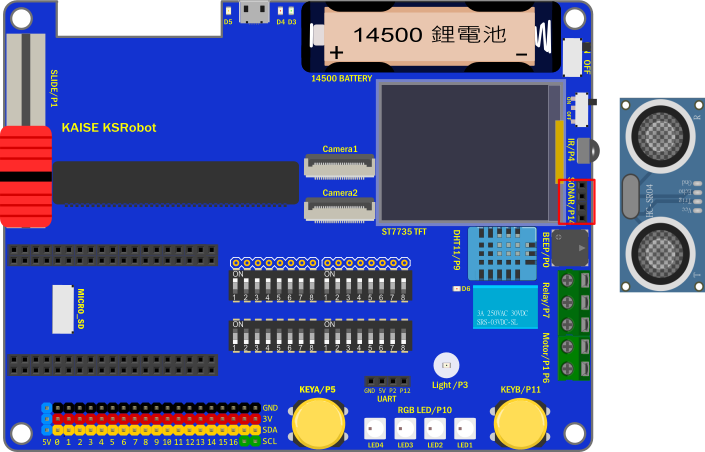 D5
D4 D3
14500 鋰電池
+ −
14500 BATTERY
OFF
SLIDE/P1
KAISE KSRobot
ON OFF
IR/P4
Camera1
Camera2
SONAR/P14
HC-SR04
R
T
Gnd
Echo
Trig
Vcc
ST7735 TFT
DHT11/P9
BEEP/P0
D6
Relay/P7
3A 250VAC 30VDC
SRS-03VDC-SL
MICRO_SD
ON ON
1 2 3 4 5 6 7 8 1 2 3 4 5 6 7 8
ON ON
1 2 3 4 5 6 7 8 1 2 3 4 5 6 7 8
Motor/P1 P6
Light /P3
GND 5V P2 P12
UART
KEYA/P5
KEYB/P11
RGB LED/P10
LED4 LED3 LED2 LED1
GND
3V
SDA
SCL
5V 0 1 2 3 4 5 6 7 8 9 10 11 12 13 14 15 16